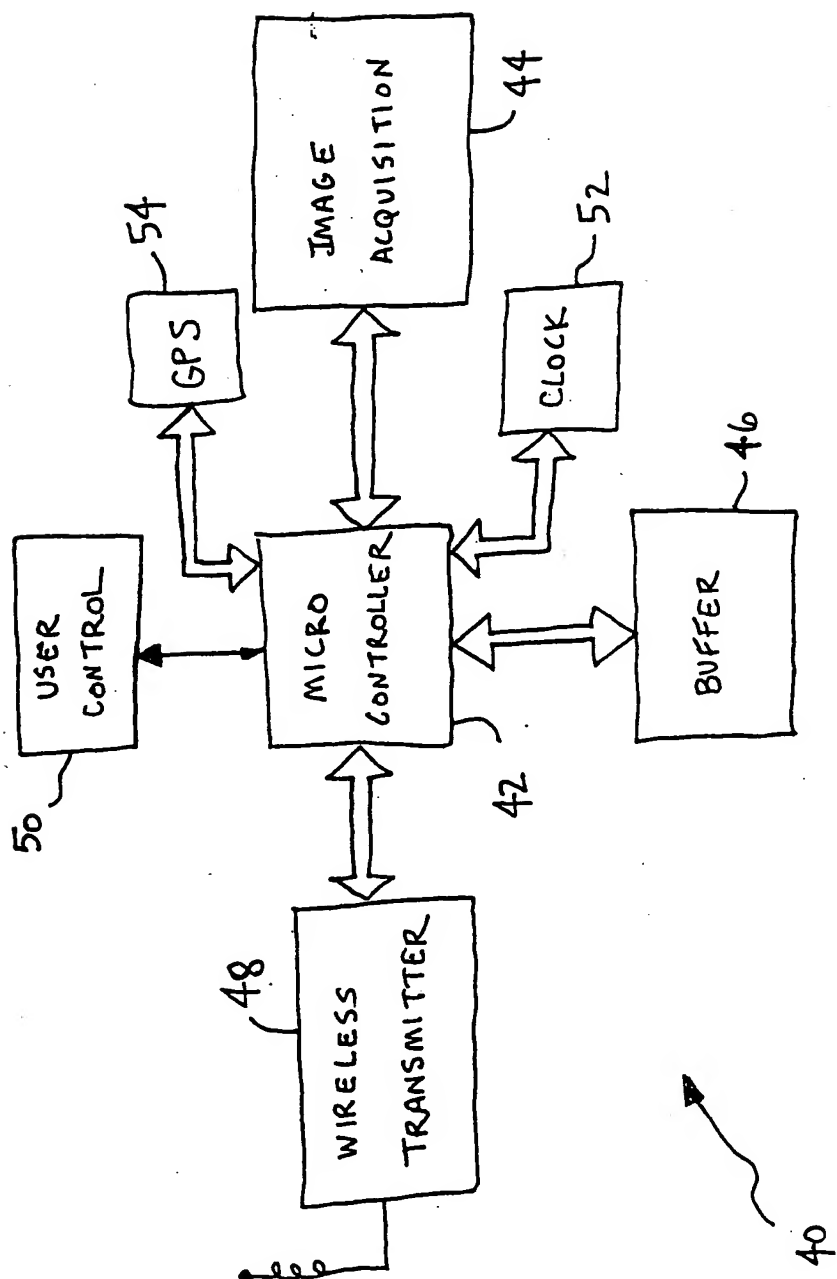 50
USER
CONTROL
54
GPS
48
WIRELESS
TRANSMITTER
MICRO
CONTROLLER
42
IMAGE
ACQUISITION
44
CLOCK
52
BUFFER
46
40